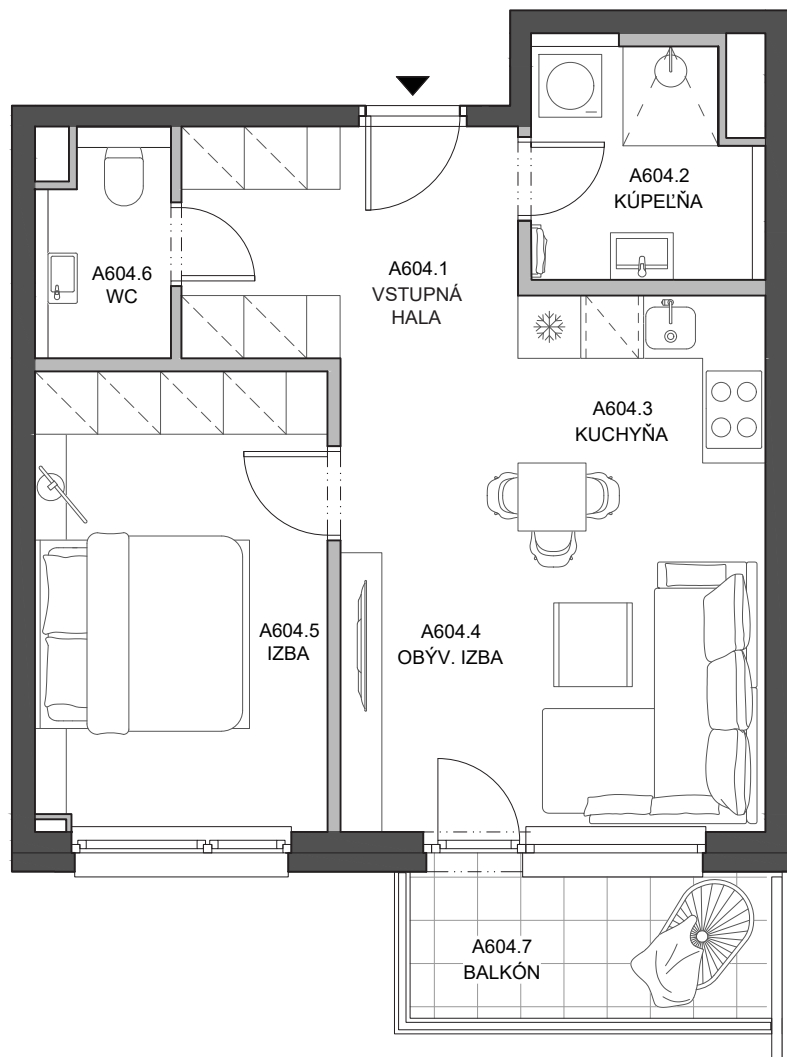 A604.2
KÚPEĽŇA
A604.6
WC
A604.1
VSTUPNÁ
HALA
A604.3
KUCHYŇA
A604.5
IZBA
A604.4
OBÝV. IZBA
A604.7
BALKÓN